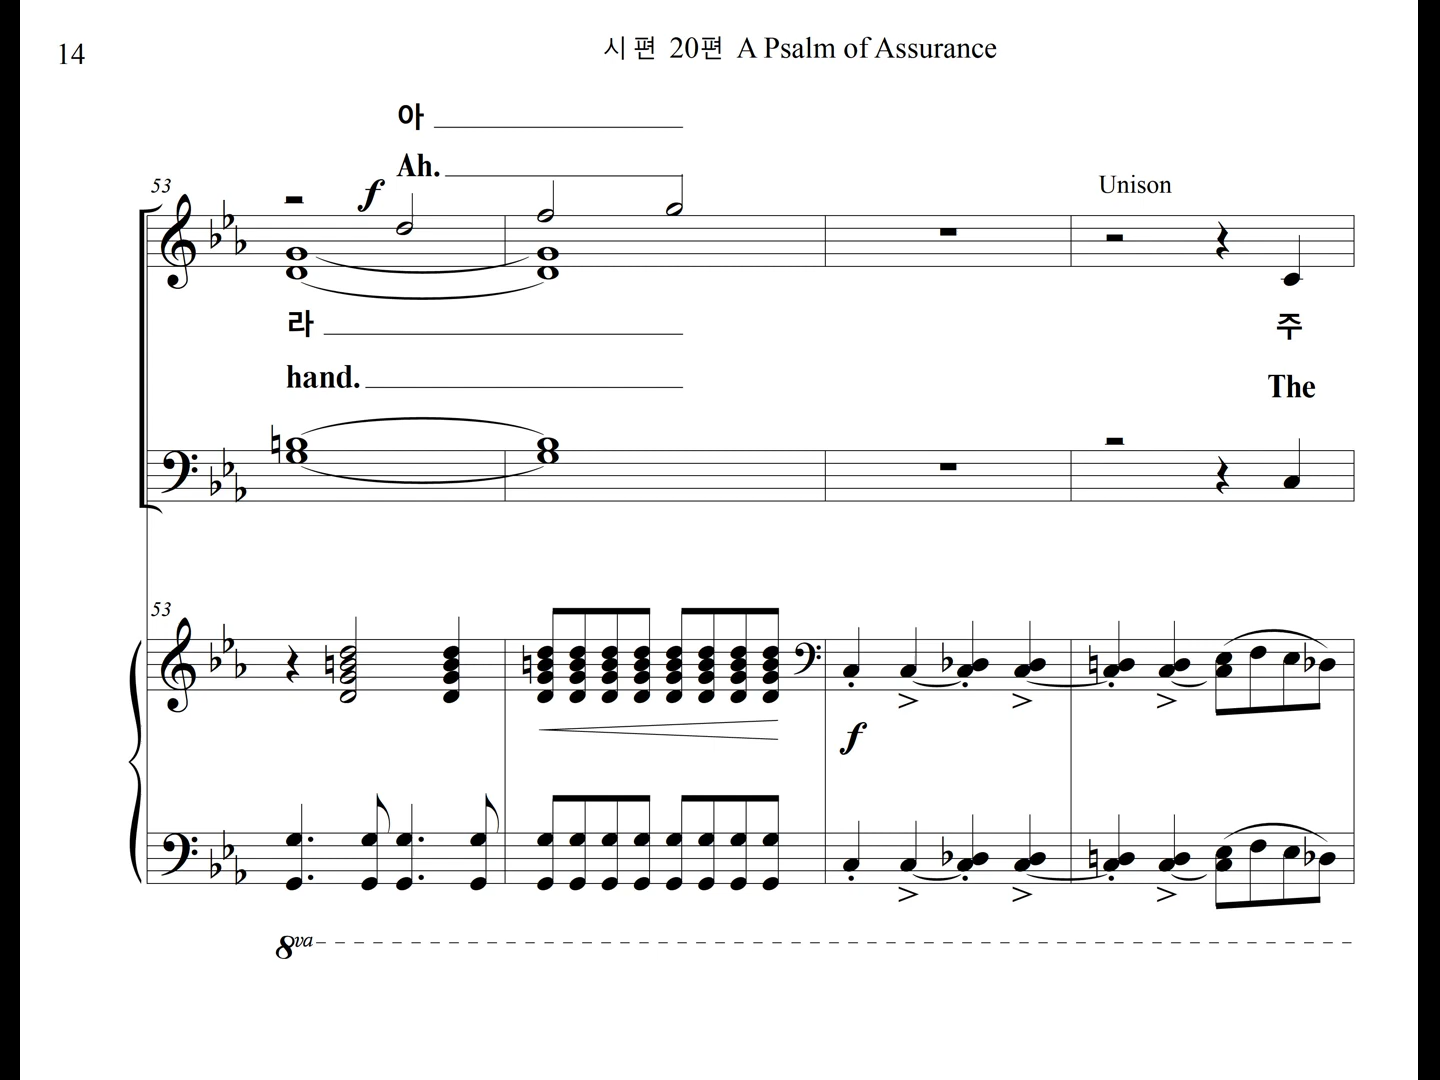 14
시 편 20편 A Psalm of Assurance
아
Ah.
53
f
Unison
라
주
hand.
The
53
f
8va